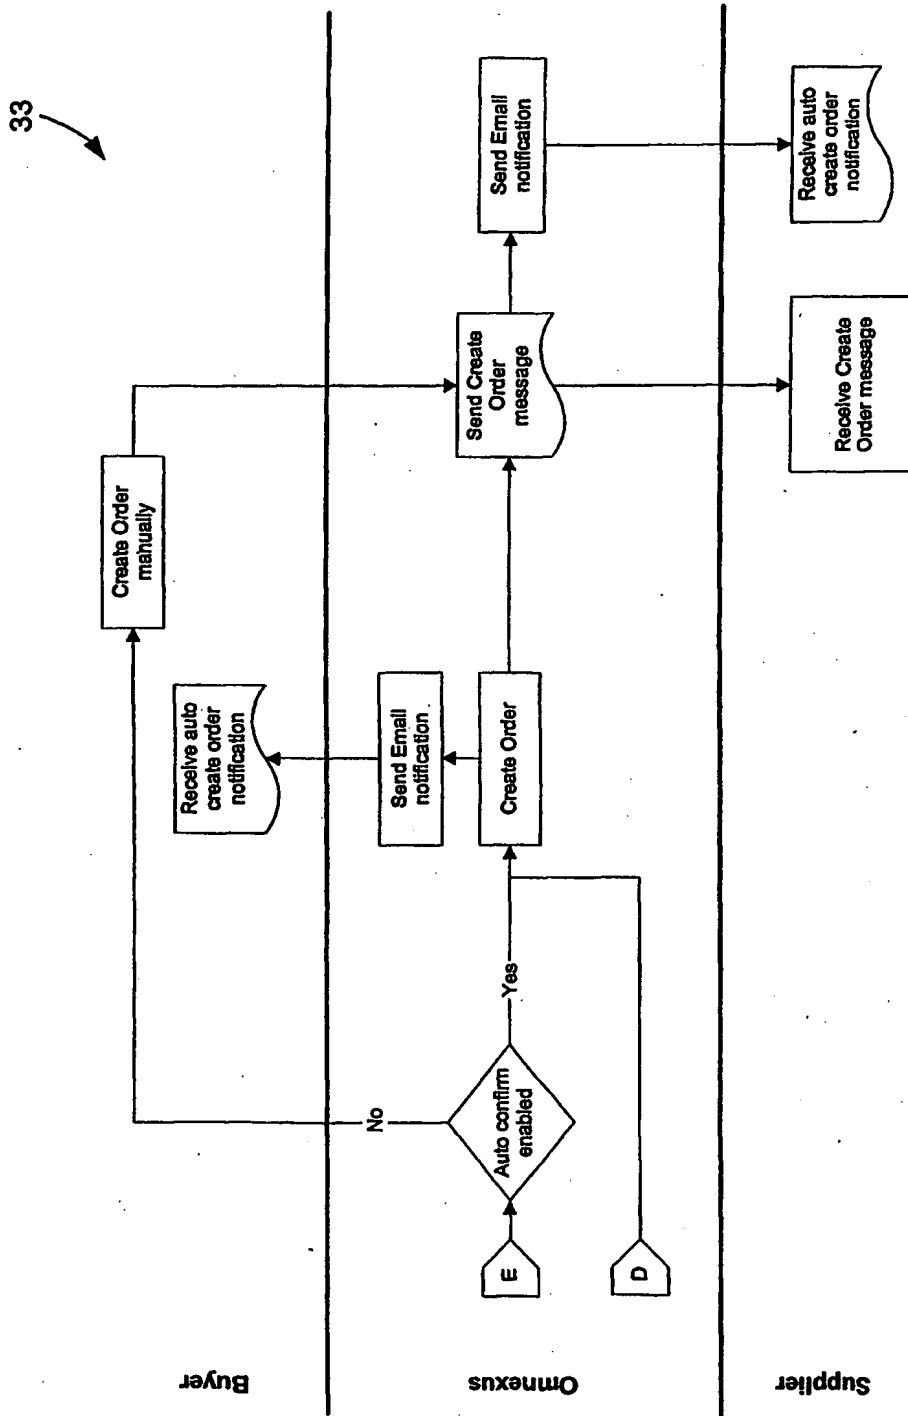 33
Buyer
Create Order
mahually
Receive auto
create order
notification
No
Omnexus
E
Auto confirm
enabled
Yes
D
Send Email
notification
Create Order
Send Create
Order
message
Send Email
notification
Supplier
Receive Create
Order message
Receive auto
create order
notification